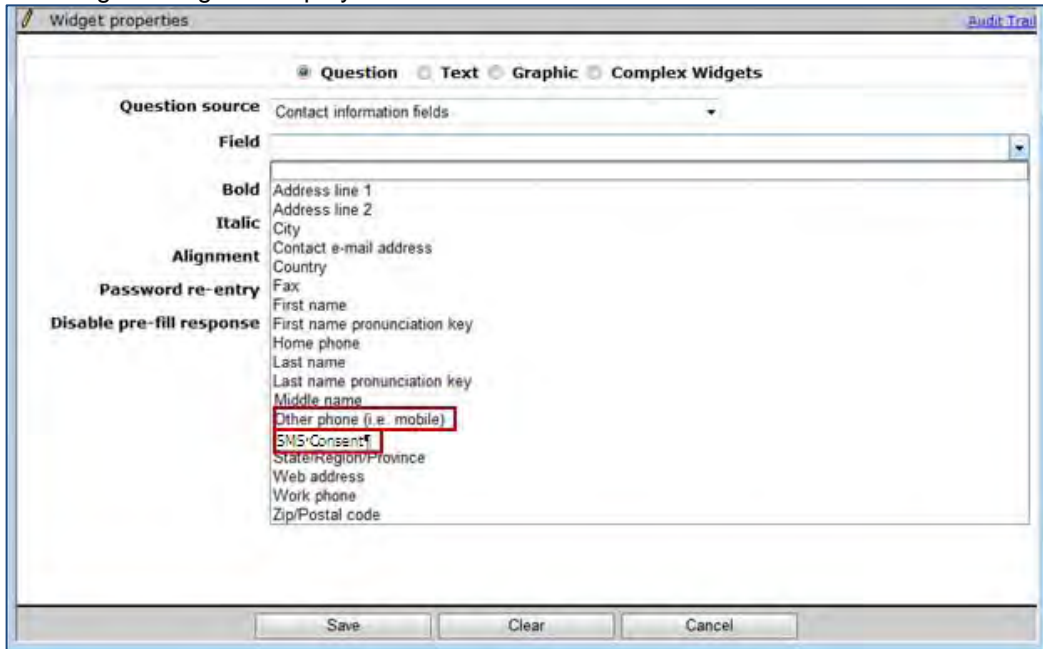 Widget properties Audit Trail
Question Text Graphic Complex Widgets
Question source Contact information fields
Field
Bold Address line 1
Address line 2
Italic City
Contact e-mail address
Alignment Country
Password re-entry Fax
First name
Disable pre-fill response First name pronunciation key
Home phone
Last name
Last name pronunciation key
Middle name
Other phone (i.e. mobile)
SMS·Consent¶
State/Region/Province
Web address
Work phone
Zip/Postal code
Save Clear Cancel